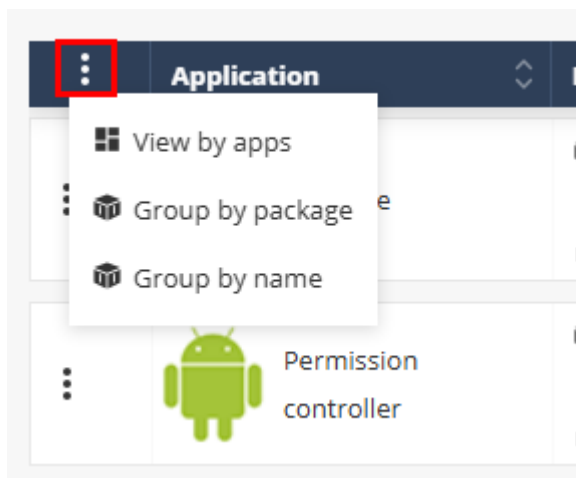 Application
View by apps
Group by package
Group by name
Permission
controller